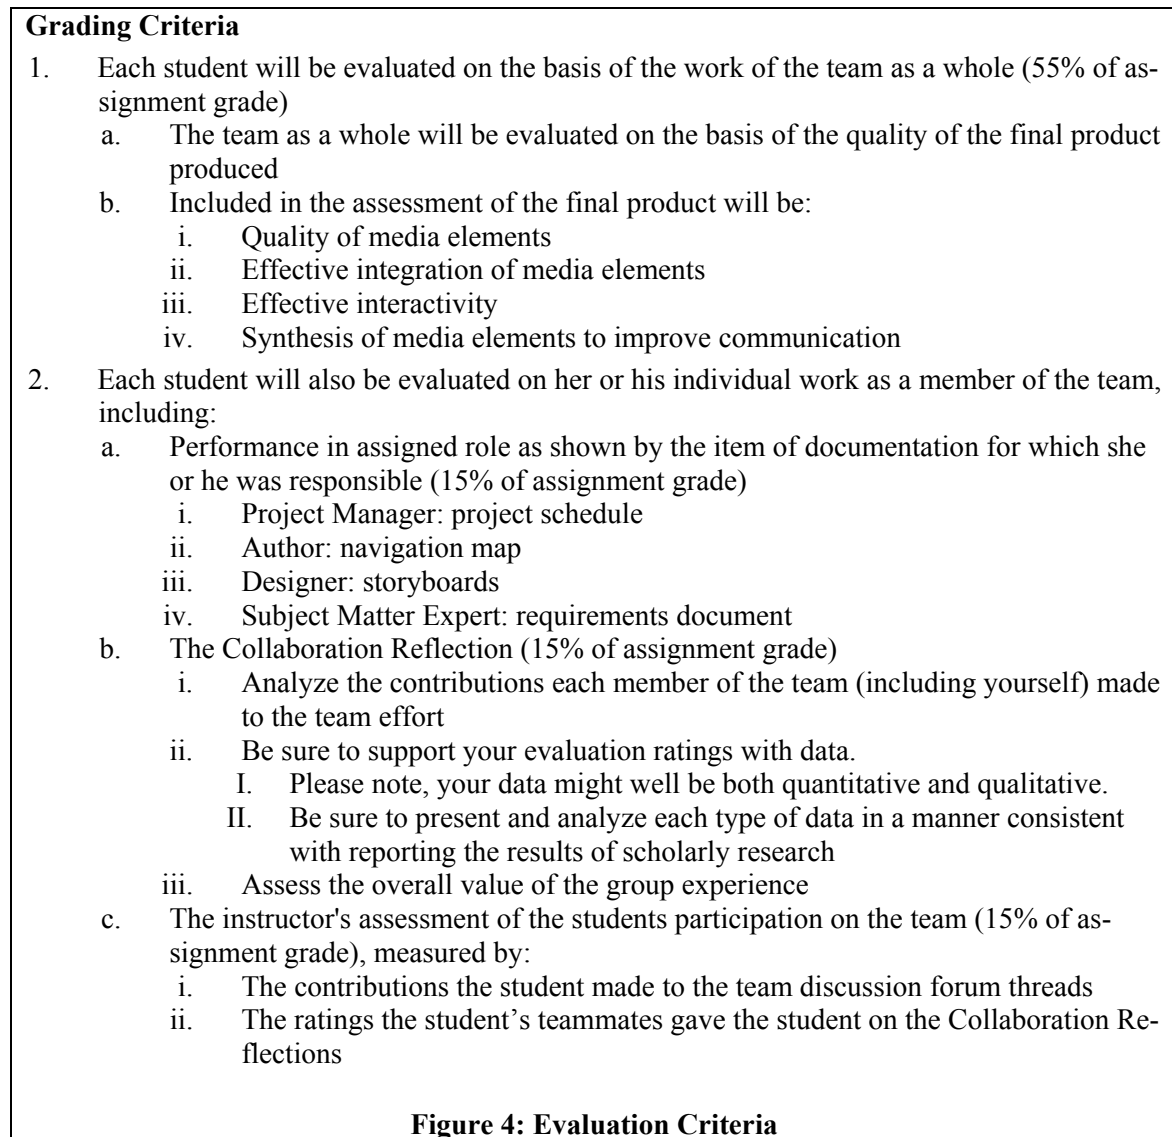 Grading Criteria
1. Each student will be evaluated on the basis of the work of the team as a whole (55% of as-
signment grade)
a. The team as a whole will be evaluated on the basis of the quality of the final product
produced
b. Included in the assessment of the final product will be:
i. Quality of media elements
ii. Effective integration of media elements
iii. Effective interactivity
iv. Synthesis of media elements to improve communication
2. Each student will also be evaluated on her or his individual work as a member of the team,
including:
a. Performance in assigned role as shown by the item of documentation for which she
or he was responsible (15% of assignment grade)
i. Project Manager: project schedule
ii. Author: navigation map
iii. Designer: storyboards
iv. Subject Matter Expert: requirements document
b. The Collaboration Reflection (15% of assignment grade)
i. Analyze the contributions each member of the team (including yourself) made
to the team effort
ii. Be sure to support your evaluation ratings with data.
I. Please note, your data might well be both quantitative and qualitative.
II. Be sure to present and analyze each type of data in a manner consistent
with reporting the results of scholarly research
iii. Assess the overall value of the group experience
c. The instructor's assessment of the students participation on the team (15% of as-
signment grade), measured by:
i. The contributions the student made to the team discussion forum threads
ii. The ratings the student’s teammates gave the student on the Collaboration Re-
flections
Figure 4: Evaluation Criteria